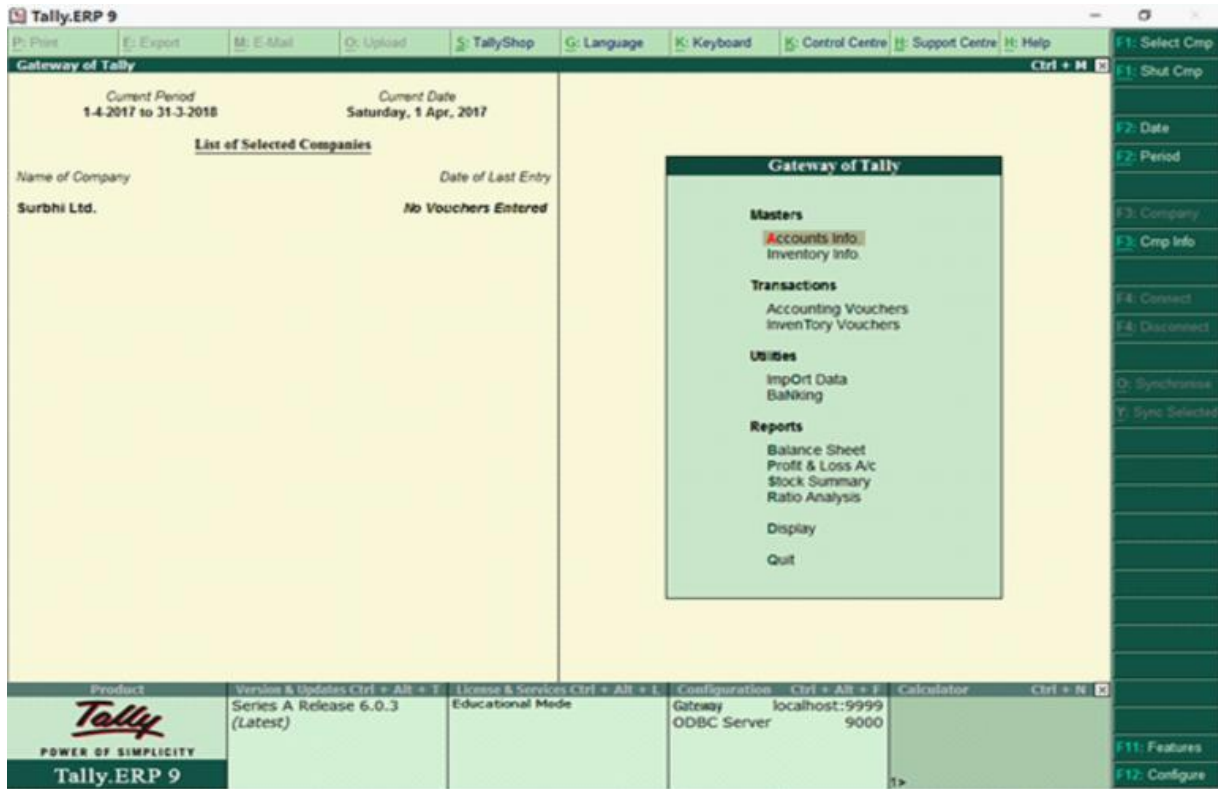 Tally.ERP 9
P: Print E: Export M: E-Mail O: Upload S: TallyShop G: Language K: Keyboard K: Control Centre H: Support Centre H: Help
F1: Select Cmp
Gateway of Tally Ctrl + M
F1: Shut Cmp
Current Period Current Date
1-4-2017 to 31-3-2018 Saturday, 1 Apr, 2017
F2: Date
List of Selected Companies
F2: Period
Name of Company Date of Last Entry
Surbhi Ltd. No Vouchers Entered
F3: Company
F3: Cmp Info
F4: Connect
F4: Disconnect
O: Synchronise
Y: Sync Selected
Gateway of Tally
Masters
Accounts Info.
Inventory Info.
Transactions
Accounting Vouchers
InvenTory Vouchers
Utilities
ImpOrt Data
BaNking
Reports
Balance Sheet
Profit & Loss A/c
Stock Summary
Ratio Analysis
Display
Quit
Product Version & Updates Ctrl + Alt + T License & Services Ctrl + Alt + L Configuration Ctrl + Alt + F Calculator Ctrl + N
Tally
POWER OF SIMPLICITY
Tally.ERP 9
Series A Release 6.0.3
(Latest)
Educational Mode
Gateway localhost:9999
ODBC Server 9000
1>
F11: Features
F12: Configure